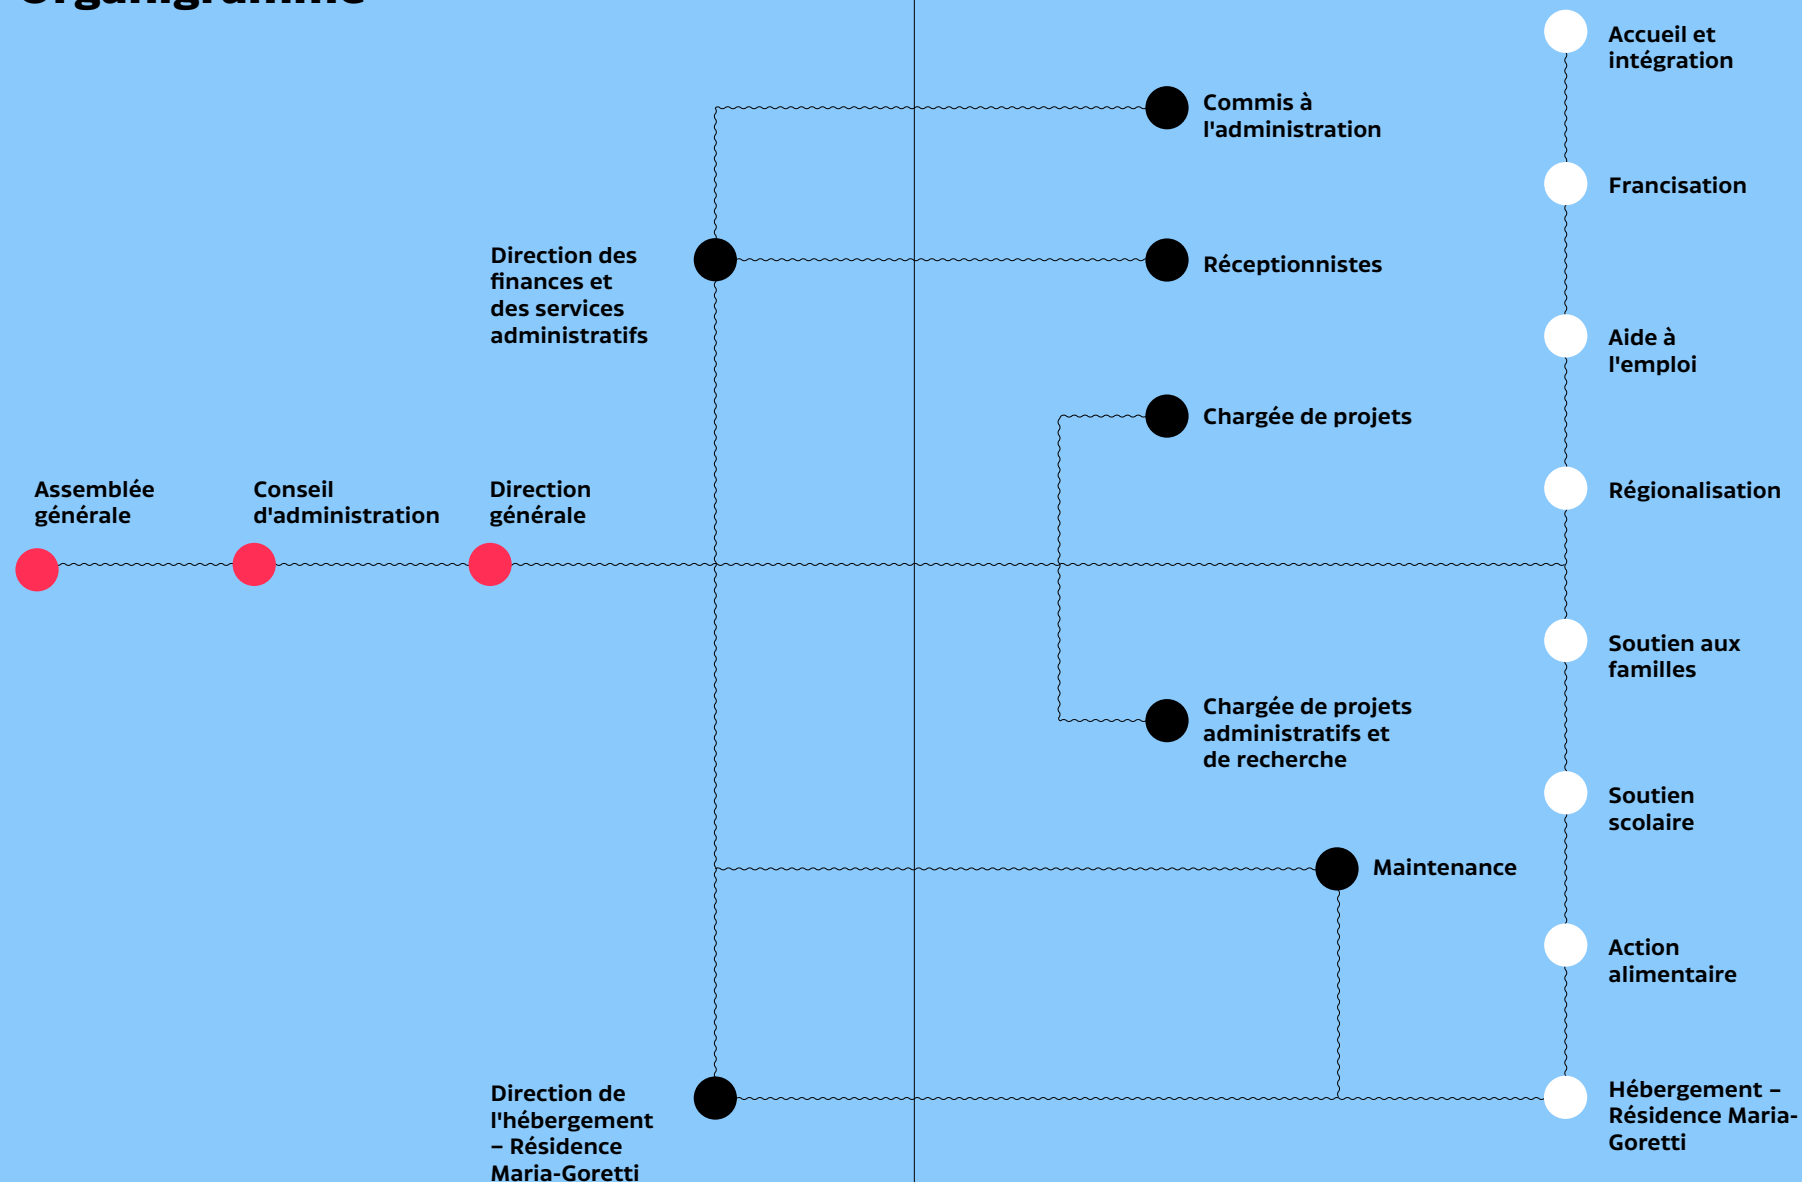 Organigramme
Assemblée
générale
Conseil
d'administration
Direction
générale
Direction des
finances et
des services
administratifs
Direction de
l'hébergement
– Résidence
Maria-Goretti
Commis à
l'administration
Réceptionnistes
Chargée de projets
Chargée de projets
administratifs et
de recherche
Maintenance
Accueil et
intégration
Francisation
Aide à
l'emploi
Régionalisation
Soutien aux
familles
Soutien
scolaire
Action
alimentaire
Hébergement –
Résidence Maria-
Goretti